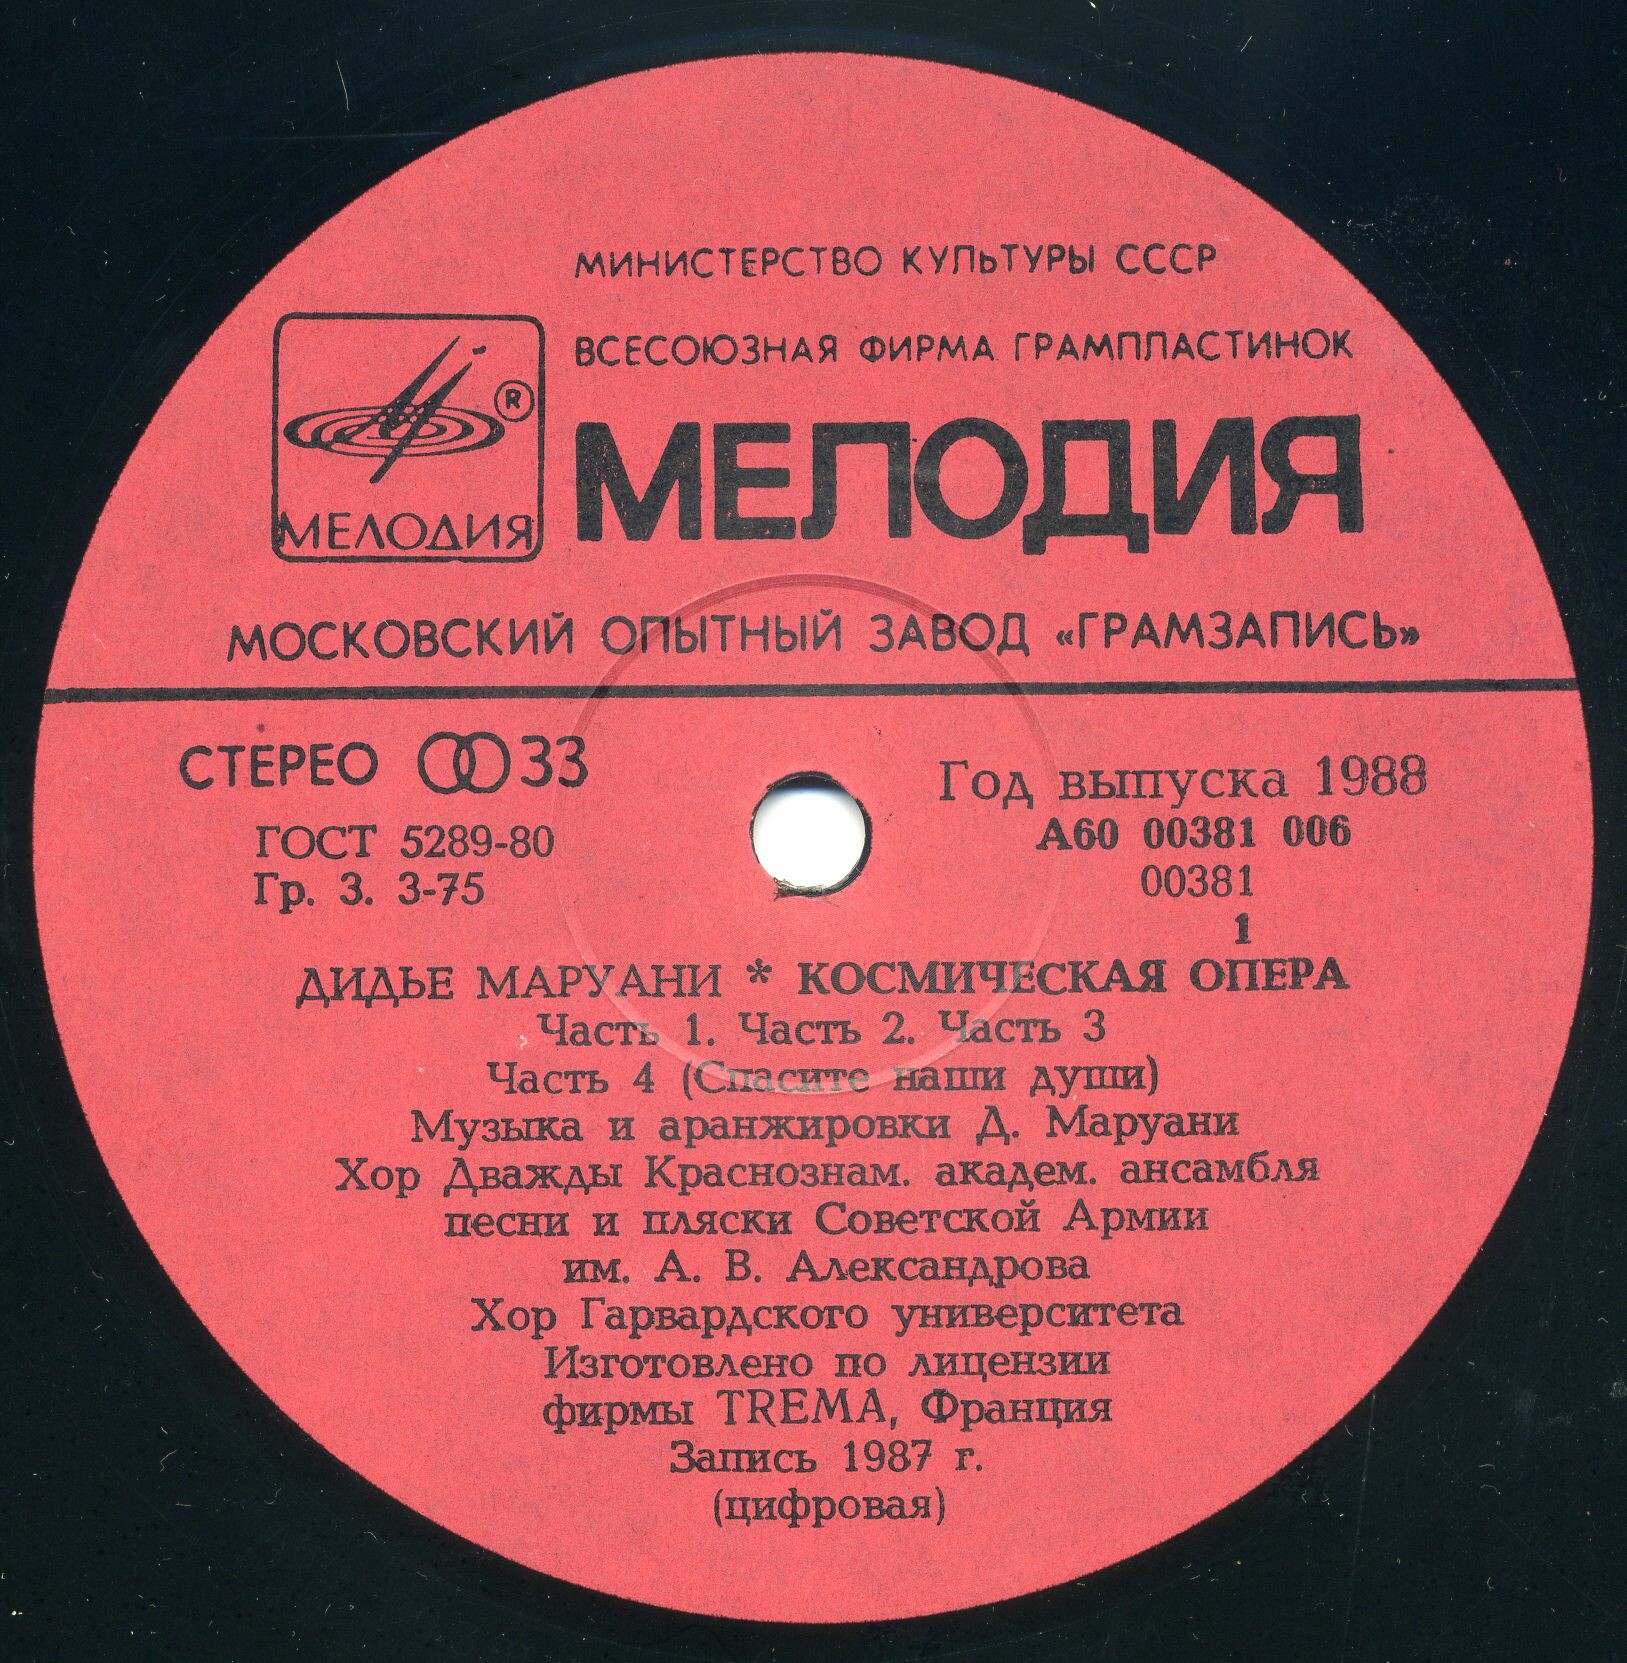 МИНИСТЕРСТВО КУЛЬТУРЫ СССР
ВСЕСОЮЗНАЯ ФИРМА ГРАМПЛАСТИНОК
®
МЕЛОДИЯ
МЕЛОДИЯ
МОСКОВСКИЙ ОПЫТНЫЙ ЗАВОД «ГРАМЗАПИСЬ»
СТЕРЕО 33
Год выпуска 1988
ГОСТ 5289-80
А60 00381 006
Гр. 3. 3-75
00381
1
ДИДЬЕ МАРУАНИ * КОСМИЧЕСКАЯ ОПЕРА
Часть 1. Часть 2. Часть 3
Часть 4 (Спасите наши души)
Музыка и аранжировки Д. Маруани
Хор Дважды Краснознам. академ. ансамбля
песни и пляски Советской Армии
им. А. В. Александрова
Хор Гарвардского университета
Изготовлено по лицензии
фирмы TREMA, Франция
Запись 1987 г.
(цифровая)